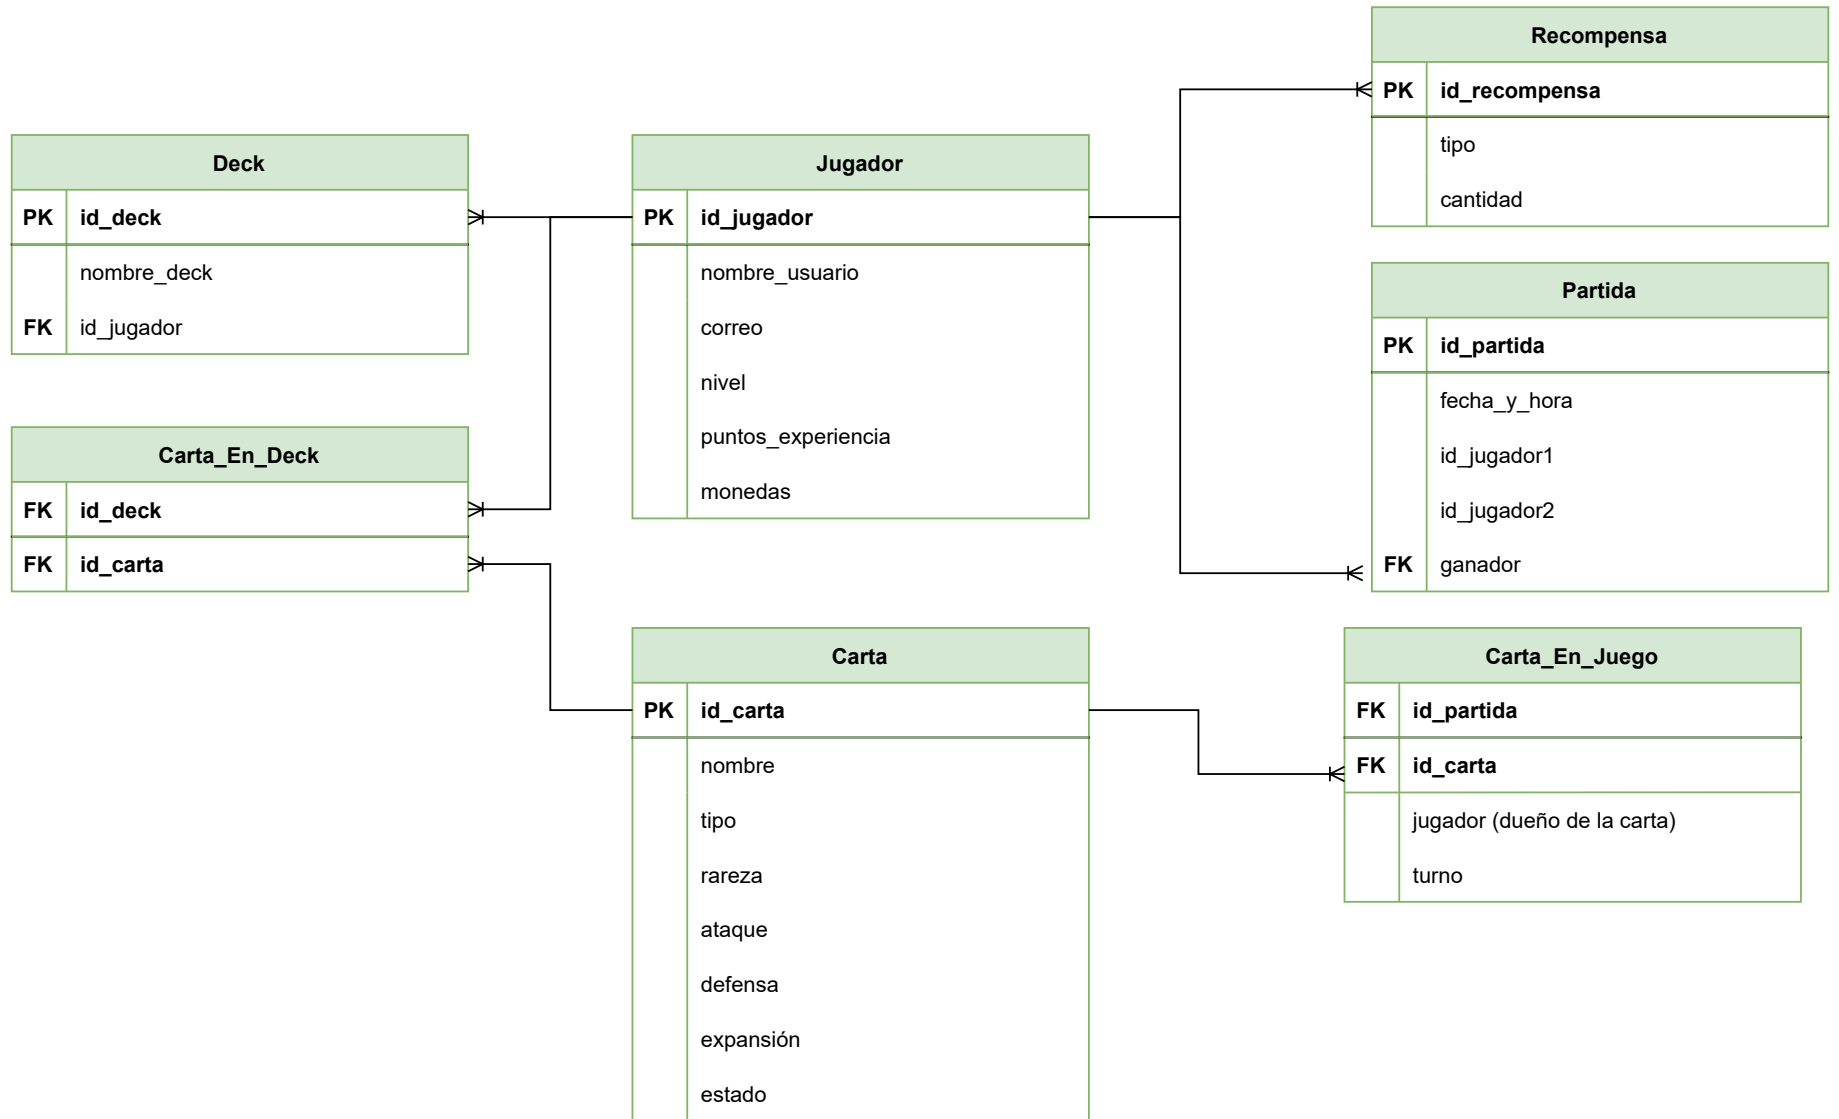 Recompensa
PK id_recompensa
tipo
cantidad
Deck
PK id_deck
nombre_deck
FK id_jugador
Jugador
PK id_jugador
nombre_usuario
correo
nivel
puntos_experiencia
monedas
Partida
PK id_partida
fecha_y_hora
id_jugador1
id_jugador2
FK ganador
Carta_En_Deck
FK id_deck
FK id_carta
Carta
PK id_carta
nombre
tipo
rareza
ataque
defensa
expansión
estado
Carta_En_Juego
FK id_partida
FK id_carta
jugador (dueño de la carta)
turno